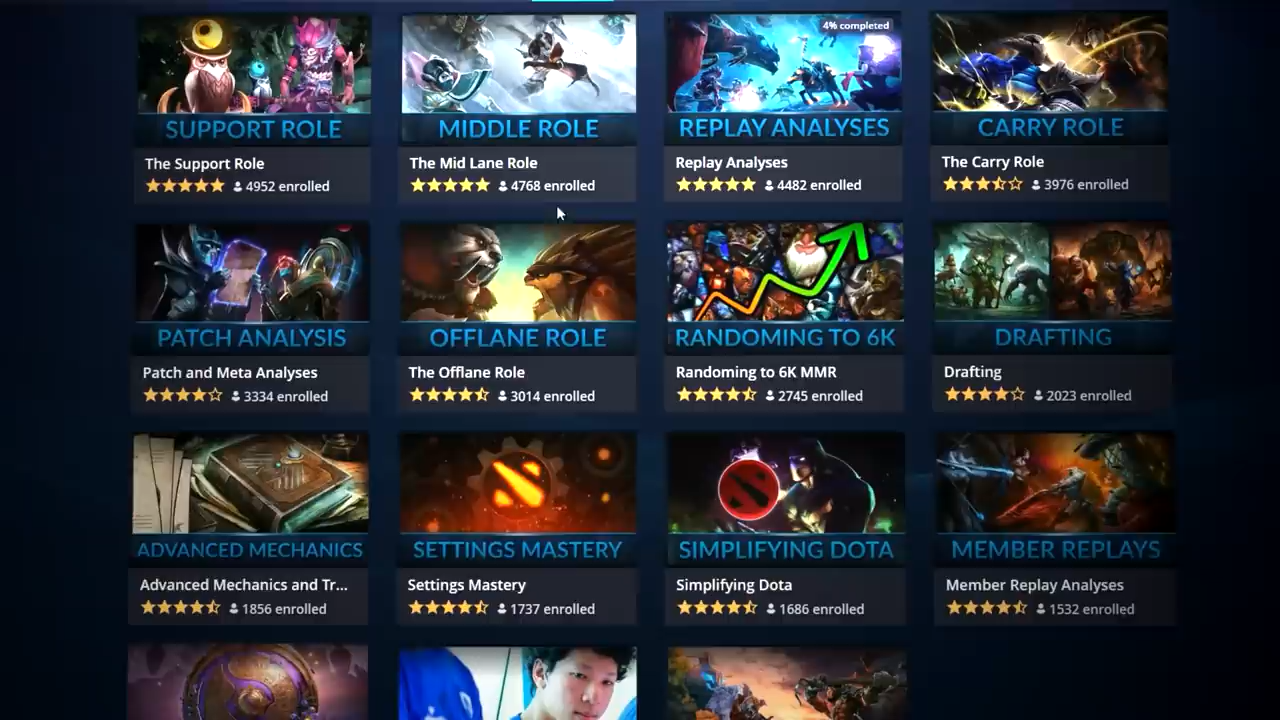 SUPPORT ROLE
The Support Role
4952 enrolled
MIDDLE ROLE
The Mid Lane Role
4768 enrolled
4% completed
REPLAY ANALYSES
Replay Analyses
4482 enrolled
CARRY ROLE
The Carry Role
3976 enrolled
PATCH ANALYSIS
Patch and Meta Analyses
3334 enrolled
OFFLANE ROLE
The Offlane Role
3014 enrolled
RANDOMING TO 6K
Randoming to 6K MMR
2745 enrolled
DRAFTING
Drafting
2023 enrolled
ADVANCED MECHANICS
Advanced Mechanics and Tr...
1856 enrolled
SETTINGS MASTERY
Settings Mastery
1737 enrolled
SIMPLIFYING DOTA
Simplifying Dota
1686 enrolled
MEMBER REPLAYS
Member Replay Analyses
1532 enrolled